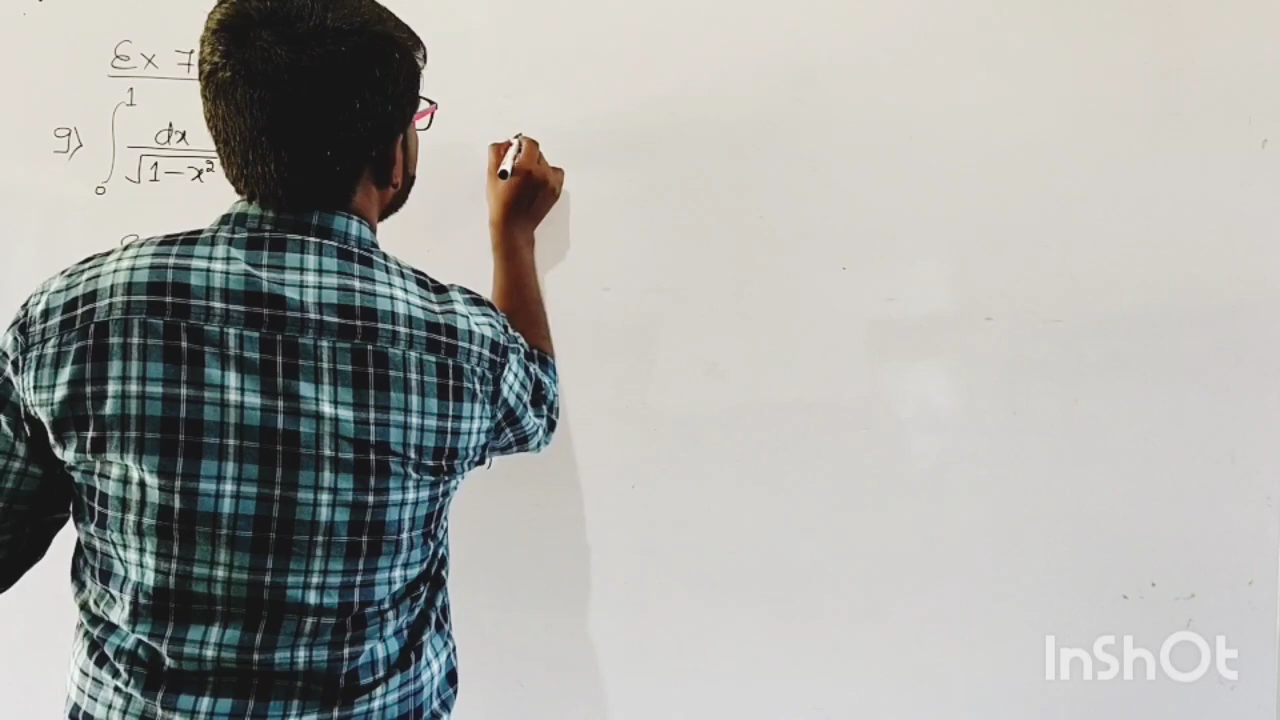 Ex 7
9) ∫₀¹ dx / √1-x²
InShOt